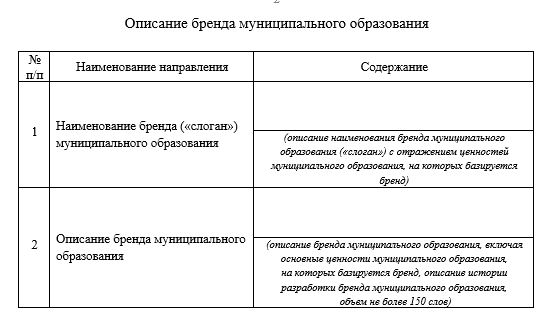 Описание бренда муниципального образования
№
п/п
Наименование направления
Содержание
1
Наименование бренда («слоган»)
муниципального образования
(описание наименования бренда муниципального
образования («слоган») с отражением ценностей
муниципального образования, на которых базируется
бренд)
2
Описание бренда муниципального
образования
(описание бренда муниципального образования, включая
основные ценности муниципального образования,
на которых базируется бренд, описание истории
разработки бренда муниципального образования,
объем не более 150 слов)